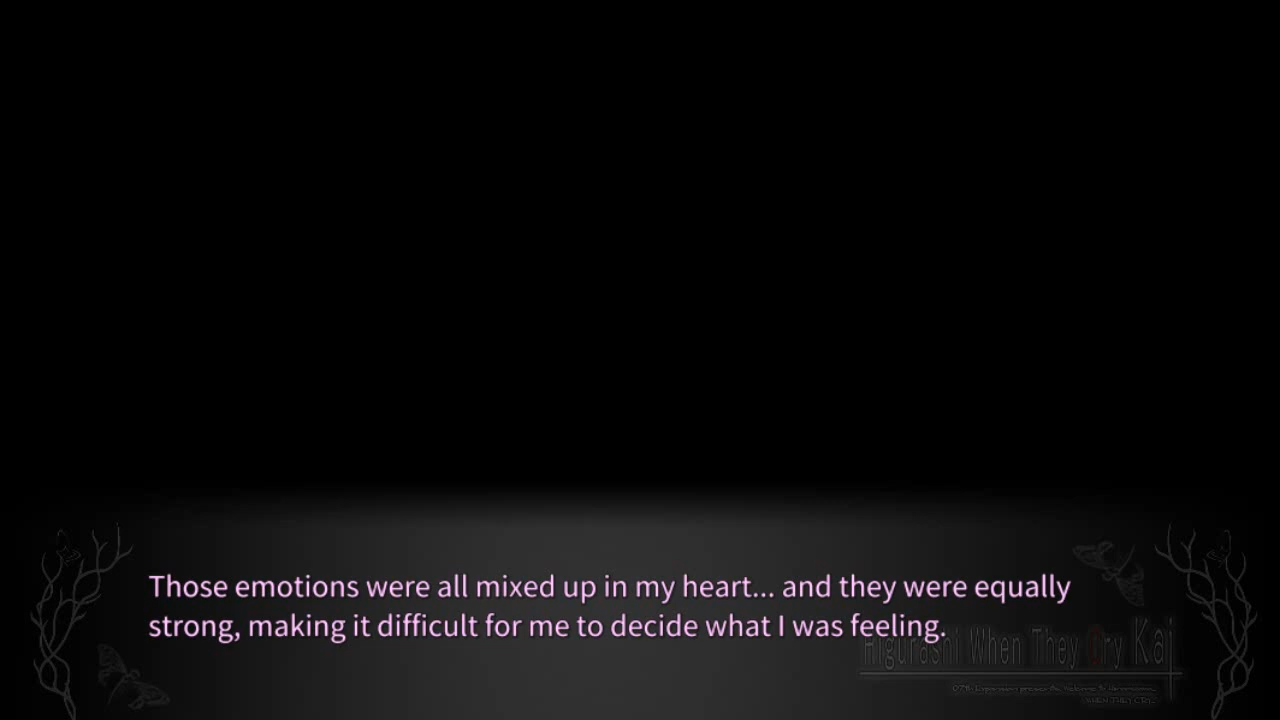 Those emotions were all mixed up in my heart... and they were equally
strong, making it difficult for me to decide what I was feeling.
Higurashi When They Cry Kai